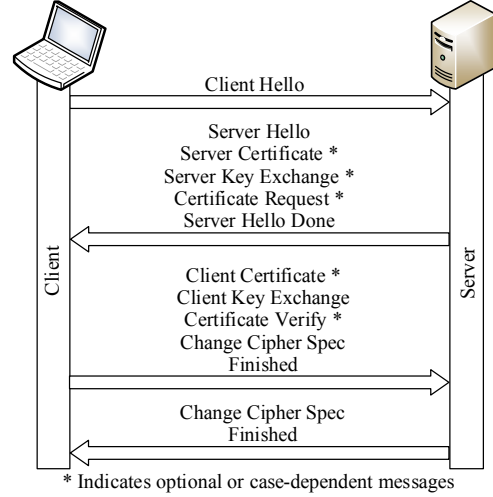 Client Hello
Server Hello
Server Certificate *
Server Key Exchange *
Certificate Request *
Server Hello Done
Client
Server
Client Certificate *
Client Key Exchange
Certificate Verify *
Change Cipher Spec
Finished
Change Cipher Spec
Finished
* Indicates optional or case-dependent messages